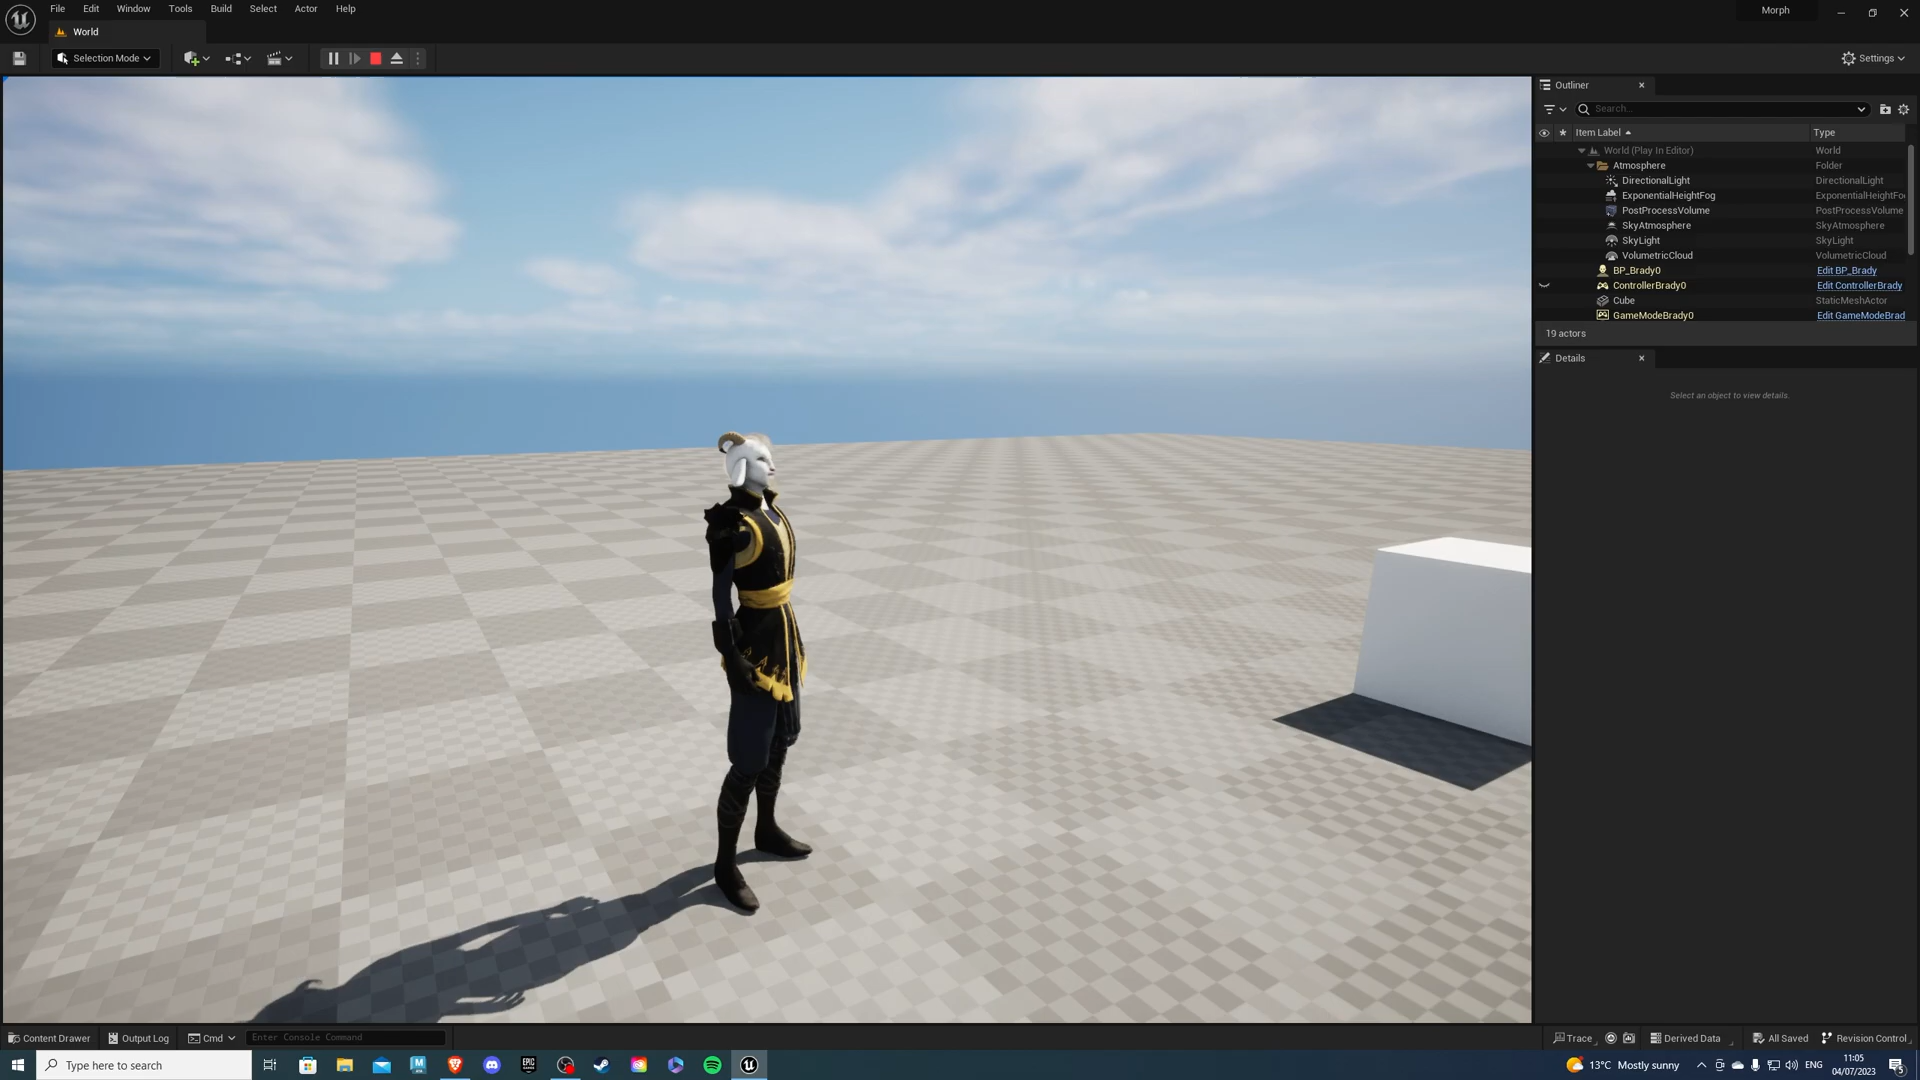 File Edit Window Tools Build Select Actor Help
Morph
World
Selection Mode
Settings
Outliner
Search...
Item Label Type
World (Play In Editor) World
Atmosphere Folder
DirectionalLight DirectionalLight
ExponentialHeightFog ExponentialHeightFo
PostProcessVolume PostProcessVolume
SkyAtmosphere SkyAtmosphere
SkyLight SkyLight
VolumetricCloud VolumetricCloud
BP_Brady0 Edit BP_Brady
ControllerBrady0 Edit ControllerBrady
Cube StaticMeshActor
GameModeBrady0 Edit GameModeBrad
19 actors
Details
Select an object to view details.
Content Drawer Output Log Cmd Enter Console Command
Trace Derived Data All Saved Revision Control
Type here to search
EPIC GAMES
13°C Mostly sunny
ENG
11:05
04/07/2023
5